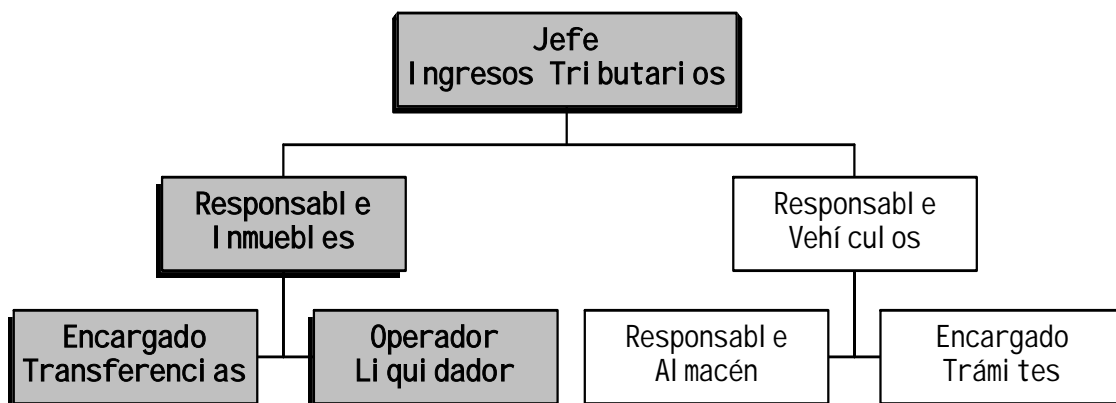 Jefe
Ingresos Tributarios
Responsable
Inmuebles
Responsable
Vehículos
Encargado
Transferencias
Operador
Liquidador
Responsable
Almacén
Encargado
Trámites